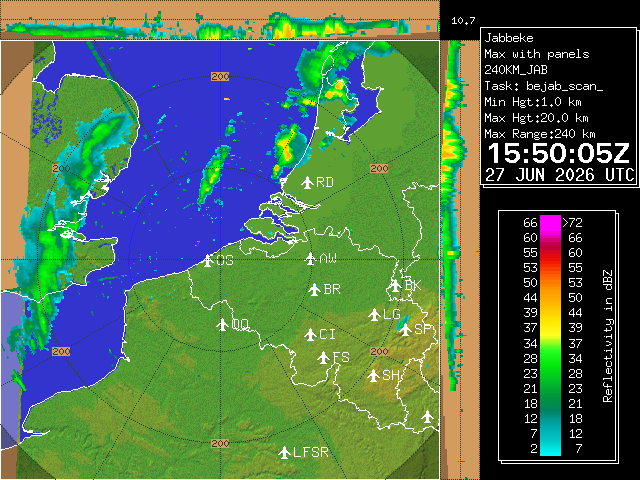 10.7
Jabbeke
Max with panels
240KM_JAB
Task: bejab_scan_
Min Hgt:1.0 km
Max Hgt:20.0 km
Max Range:240 km
15:50:05Z
27 JUN 2026 UTC
200
200
200
RD
OS
AW
BR
BK
LG
SP
QO
CI
FS
SH
200
200
200
LFSR
66 >72
60 66
55 60
53 55
50 53
44 50
39 44
37 39
34 37
28 34
23 28
21 23
18 21
12 18
7 12
2 7
Reflectivity in dBZ